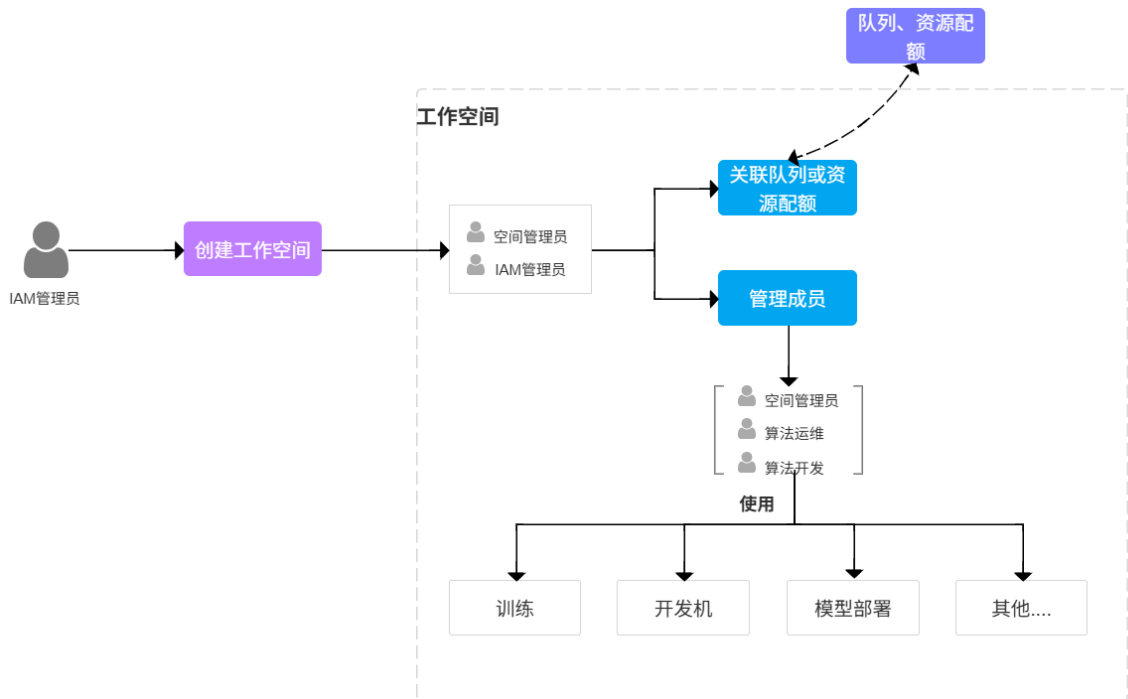 队列、资源配
额
工作空间
关联队列或资
源配额
空间管理员
IAM管理员
创建工作空间
IAM管理员
管理成员
空间管理员
算法运维
算法开发
使用
训练
开发机
模型部署
其他....